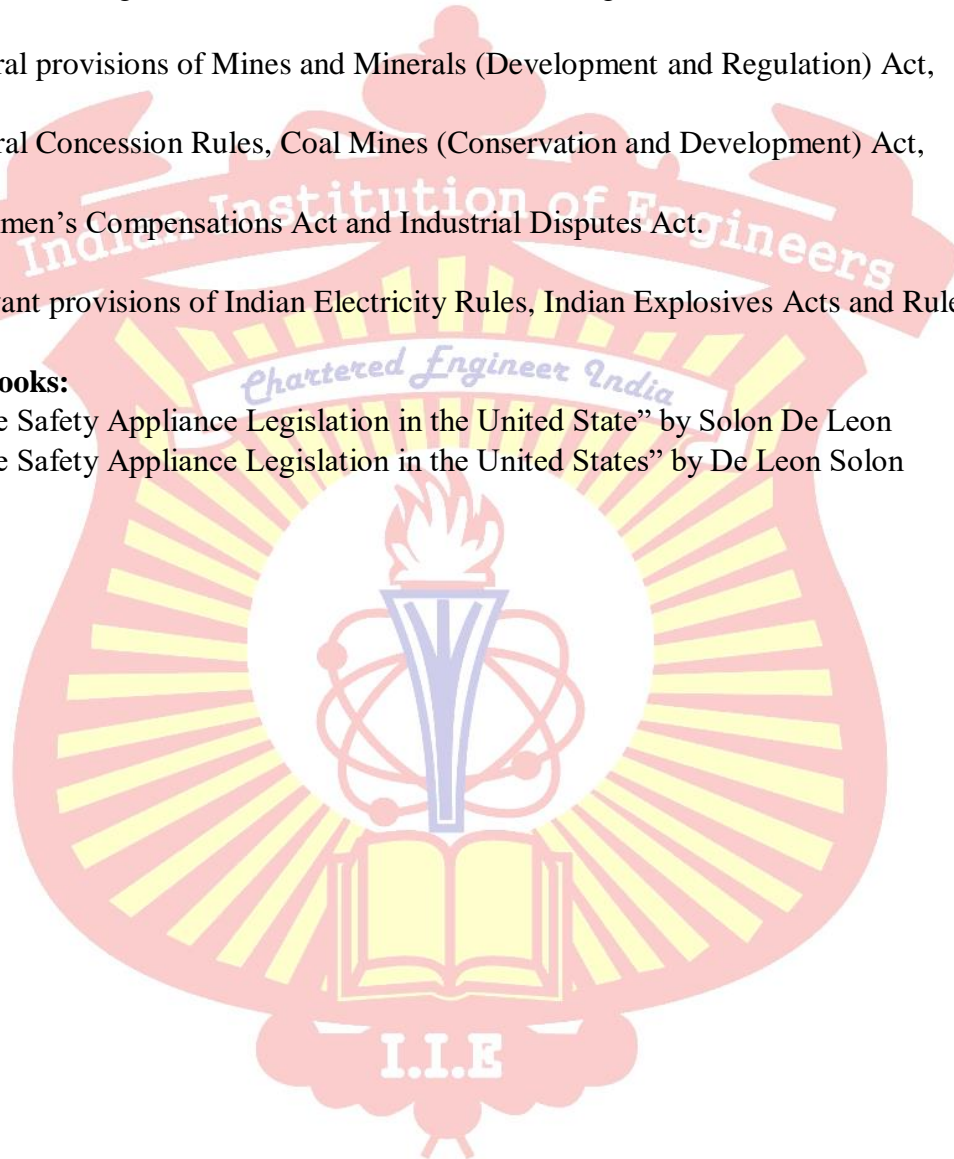 ral provisions of Mines and Minerals (Development and Regulation) Act,
ral Concession Rules, Coal Mines (Conservation and Development) Act,
men’s Compensations Act and Industrial Disputes Act.
Indian Institution of Engineers
vant provisions of Indian Electricity Rules, Indian Explosives Acts and Rule
Chartered Engineer India
ooks:
e Safety Appliance Legislation in the United State” by Solon De Leon
e Safety Appliance Legislation in the United States” by De Leon Solon
I.I.E